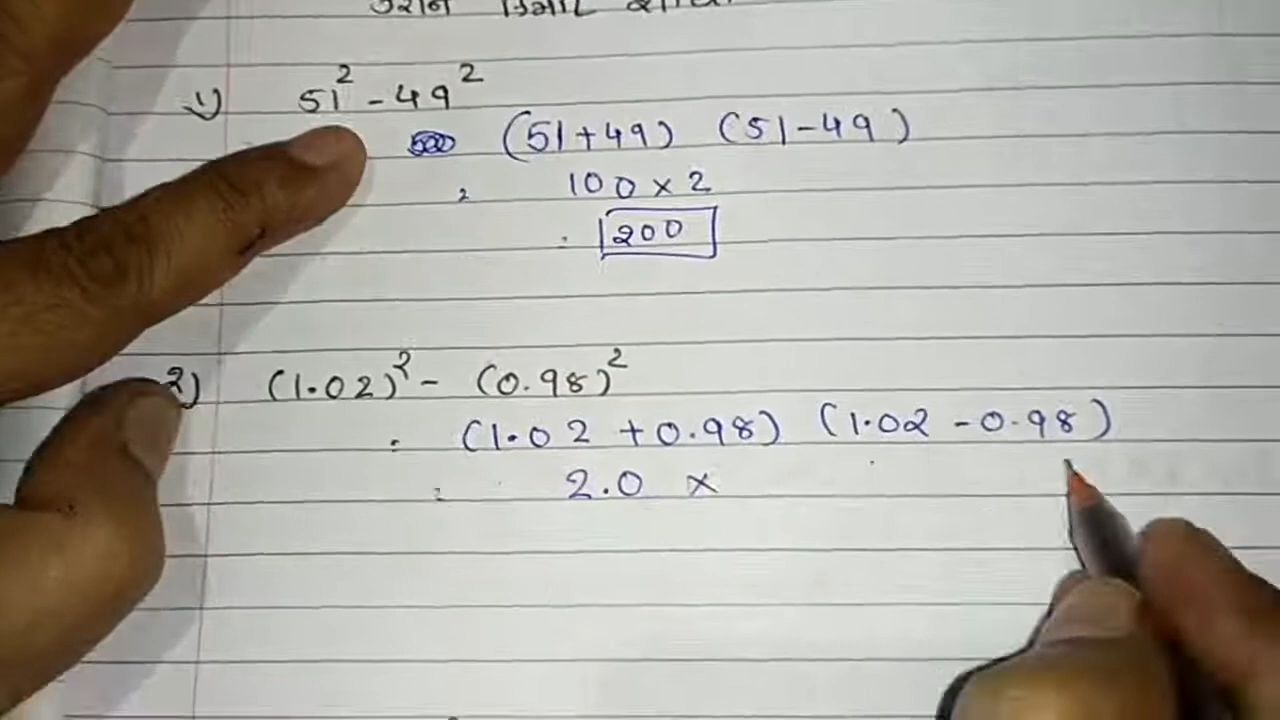 1) 51² - 49²
(51+49) (51-49)
= 100 x 2
= 200
2) (1.02)² - (0.98)²
= (1.02 + 0.98) (1.02 - 0.98)
= 2.0 x